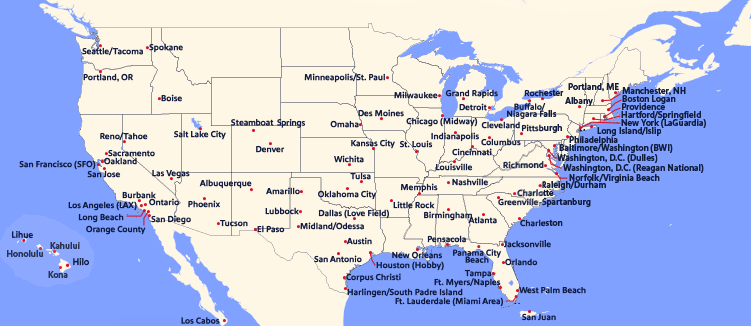 Seattle/Tacoma
Spokane
Portland, OR
Boise
Minneapolis/St. Paul
Milwaukee
Grand Rapids
Detroit
Rochester
Buffalo/
Niagara Falls
Portland, ME
Albany
Manchester, NH
Boston Logan
Providence
Hartford/Springfield
New York (LaGuardia)
Long Island/Islip
Philadelphia
Baltimore/Washington (BWI)
Washington, D.C. (Dulles)
Washington, D.C. (Reagan National)
Richmond
Norfolk/Virginia Beach
Raleigh/Durham
Charlotte
Greenville-Spartanburg
Charleston
Reno/Tahoe
Salt Lake City
Steamboat Springs
Denver
Omaha
Des Moines
Chicago (Midway)
Kansas City
St. Louis
Indianapolis
Cleveland
Pittsburgh
Columbus
Cincinnati
Louisville
Sacramento
San Francisco (SFO)
Oakland
San Jose
Las Vegas
Wichita
Tulsa
Nashville
Memphis
Burbank
Los Angeles (LAX)
Ontario
Long Beach
Orange County
San Diego
Phoenix
Tucson
Albuquerque
Amarillo
Oklahoma City
Little Rock
Lubbock
Dallas (Love Field)
Midland/Odessa
El Paso
Birmingham
Atlanta
Austin
San Antonio
Houston (Hobby)
Corpus Christi
Harlingen/South Padre Island
New Orleans
Pensacola
Panama City
Beach
Jacksonville
Orlando
Tampa
Ft. Myers/Naples
West Palm Beach
Ft. Lauderdale (Miami Area)
San Juan
Lihue
Kahului
Honolulu
Hilo
Kona
Los Cabos